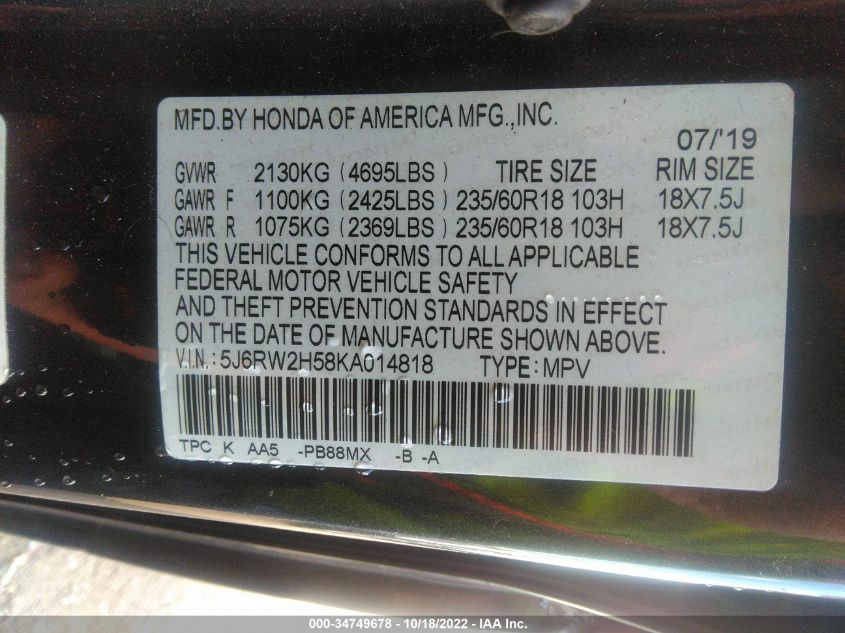 MFD.BY HONDA OF AMERICA MFG.,INC.
07/'19
GVWR 2130KG (4695LBS) TIRE SIZE RIM SIZE
GAWR F 1100KG (2425LBS) 235/60R18 103H 18X7.5J
GAWR R 1075KG (2369LBS) 235/60R18 103H 18X7.5J
THIS VEHICLE CONFORMS TO ALL APPLICABLE
FEDERAL MOTOR VEHICLE SAFETY
AND THEFT PREVENTION STANDARDS IN EFFECT
ON THE DATE OF MANUFACTURE SHOWN ABOVE.
V.I.N.: 5J6RW2H58KA014818 TYPE: MPV
TPC K AA5 -PB88MX -B -A
000-34749678 - 10/18/2022 - IAA Inc.